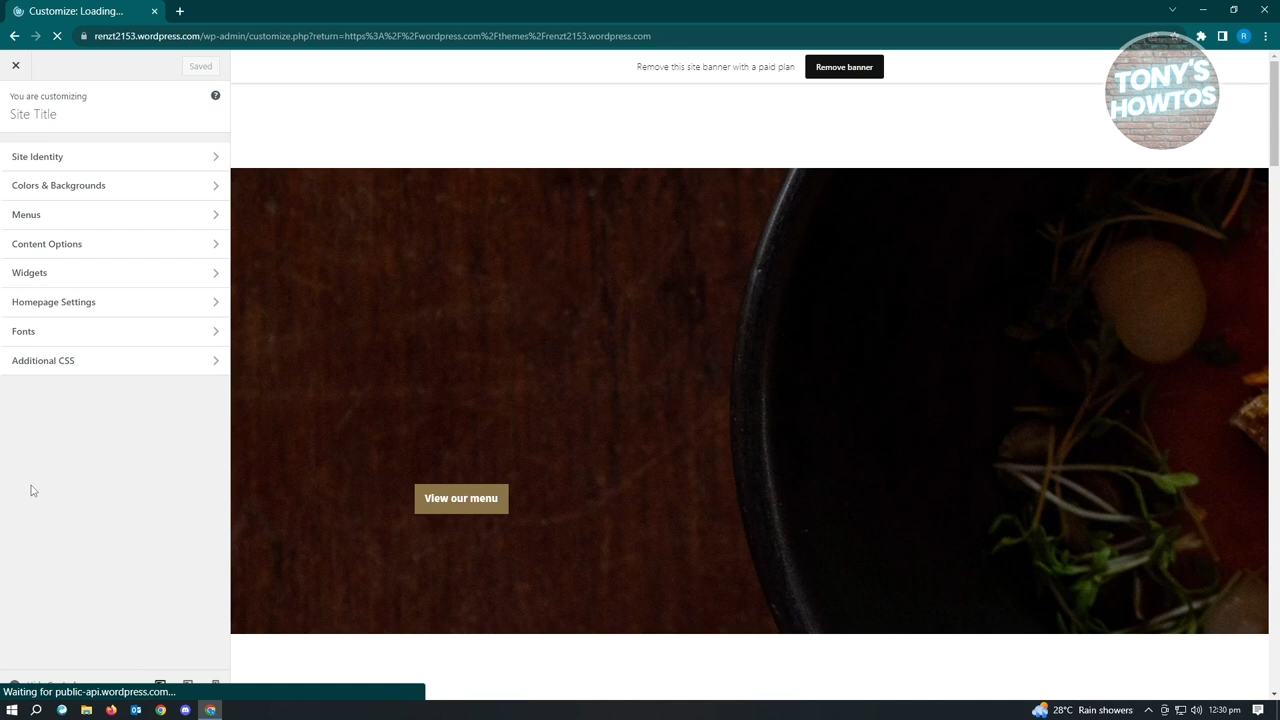 Customize: Loading...
renzt2153.wordpress.com/wp-admin/customize.php?return=https%3A%2F%2Fwordpress.com%2Fthemes%2Frenzt2153.wordpress.com
R
Saved
Remove this site banner with a paid plan
Remove banner
TONY'S
HOWTOS
You are customizing
Site Title
Site Identity
Colors & Backgrounds
Menus
Content Options
Widgets
Homepage Settings
Fonts
Additional CSS
View our menu
Waiting for public-api.wordpress.com...
28°C Rain showers
12:30 pm